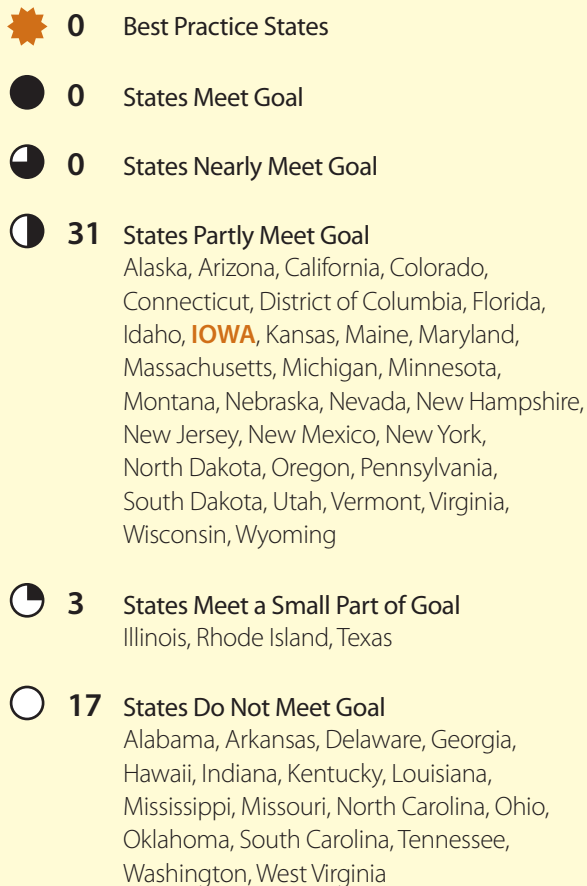 0 Best Practice States
0 States Meet Goal
0 States Nearly Meet Goal
31 States Partly Meet Goal
Alaska, Arizona, California, Colorado,
Connecticut, District of Columbia, Florida,
Idaho, IOWA, Kansas, Maine, Maryland,
Massachusetts, Michigan, Minnesota,
Montana, Nebraska, Nevada, New Hampshire,
New Jersey, New Mexico, New York,
North Dakota, Oregon, Pennsylvania,
South Dakota, Utah, Vermont, Virginia,
Wisconsin, Wyoming
3 States Meet a Small Part of Goal
Illinois, Rhode Island, Texas
17 States Do Not Meet Goal
Alabama, Arkansas, Delaware, Georgia,
Hawaii, Indiana, Kentucky, Louisiana,
Mississippi, Missouri, North Carolina, Ohio,
Oklahoma, South Carolina, Tennessee,
Washington, West Virginia